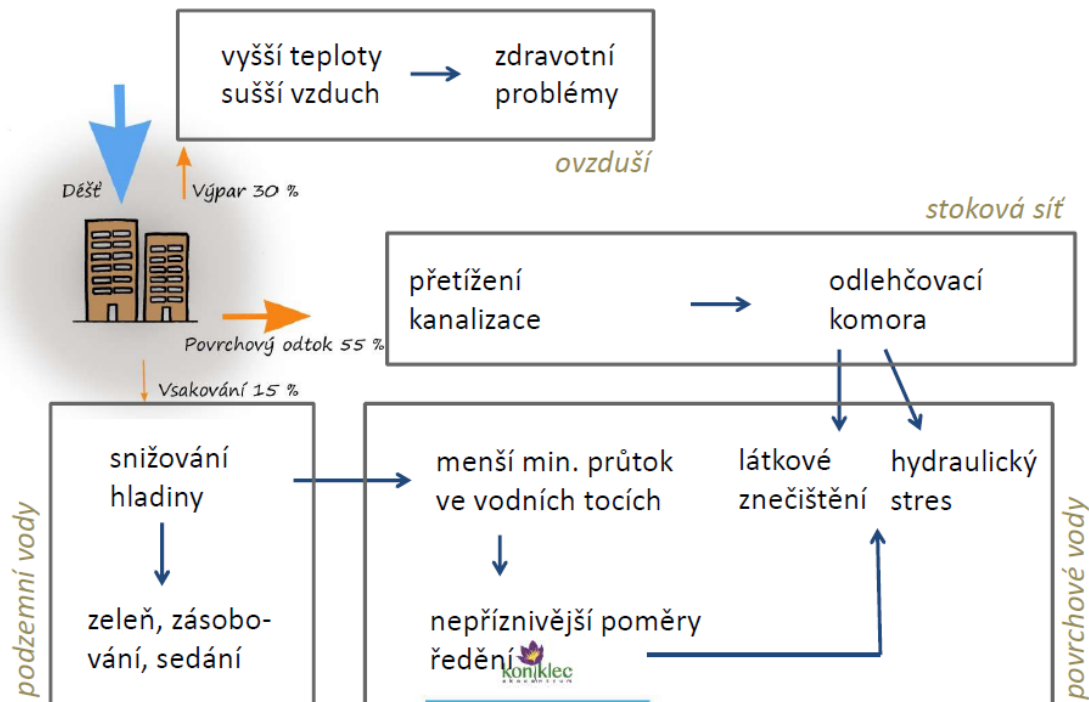 vyšší teploty
sušší vzduch
zdravotní
problémy
ovzduší
Déšť
Výpar 30 %
stoková síť
přetížení
kanalizace
odlehčovací
komora
Povrchový odtok 55 %
Vsakování 15 %
podzemní vody
snižování
hladiny
zeleň, zásobo-
vání, sedání
menší min. průtok
ve vodních tocích
látkové
znečištění
hydraulický
stres
nepříznivější poměry
ředění
koniklec
ekocentrum
povrchové vody